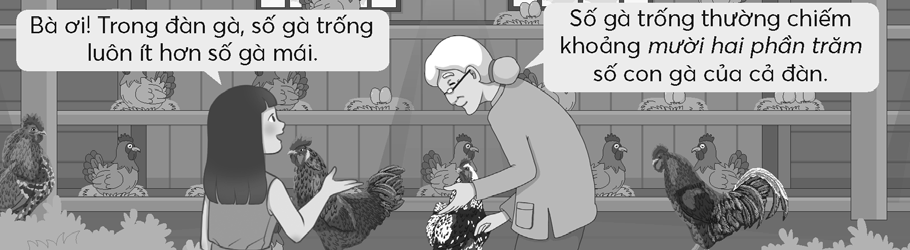 Bà ơi! Trong đàn gà, số gà trống
luôn ít hơn số gà mái.
Số gà trống thường chiếm
khoảng mười hai phần trăm
số con gà của cả đàn.